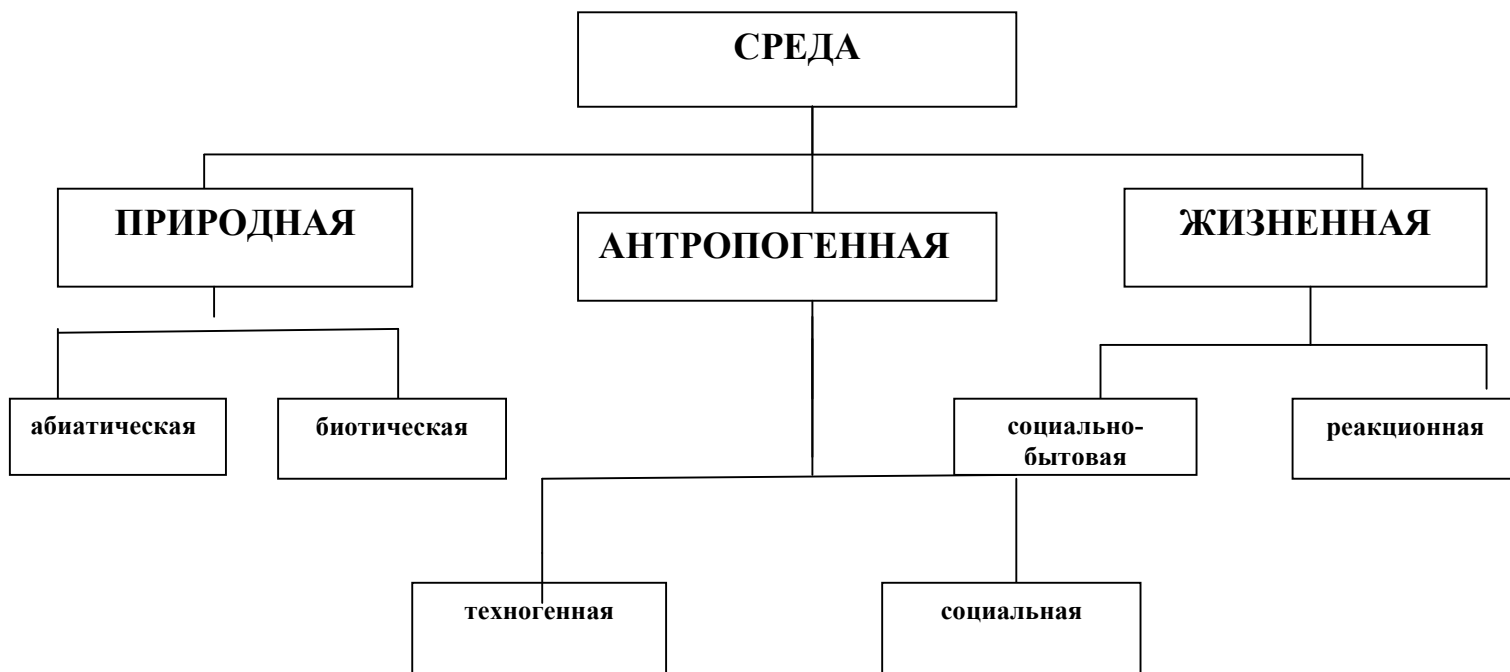 СРЕДА
ПРИРОДНАЯ
АНТРОПОГЕННАЯ
ЖИЗНЕННАЯ
абиатическая
биотическая
социально-
бытовая
реакционная
техногенная
социальная